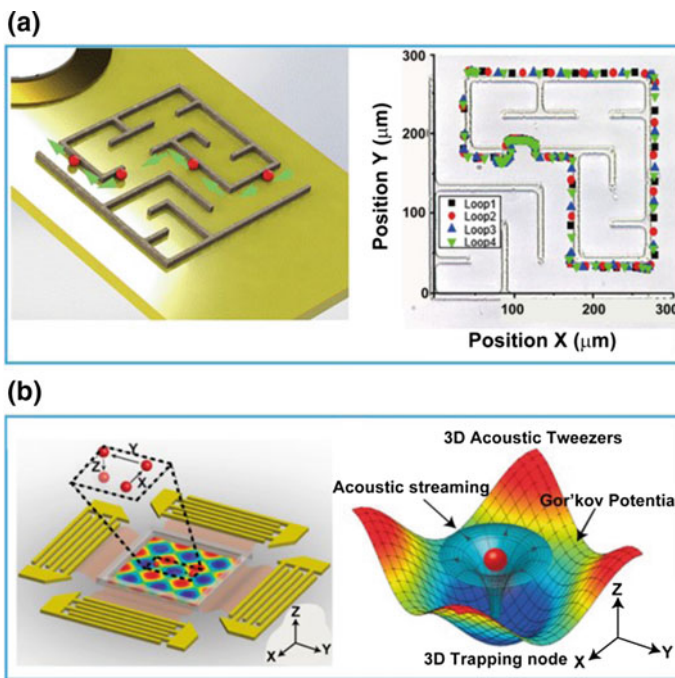 (a)
300
200
100
0
Position Y (μm)
Loop1
Loop2
Loop3
Loop4
100
200
300
Position X (μm)
(b)
Y
Z
X
Z
X
Y
3D Acoustic Tweezers
Acoustic streaming
Gor'kov Potentia
3D Trapping node
Z
X
Y